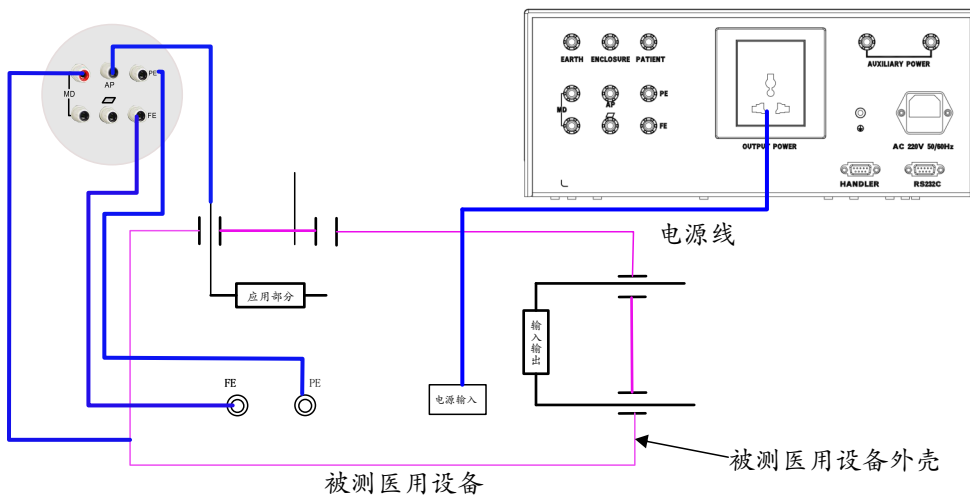 AP
PE
MD
FE
EARTH ENCLOSURE PATIENT
MD
AP
PE
FE
OUTPUT POWER
AUXILIARY POWER
AC 220V 50/60Hz
HANDLER
RS232C
电源线
应用部分
输入输出
FE
PE
电源输入
被测医用设备外壳
被测医用设备